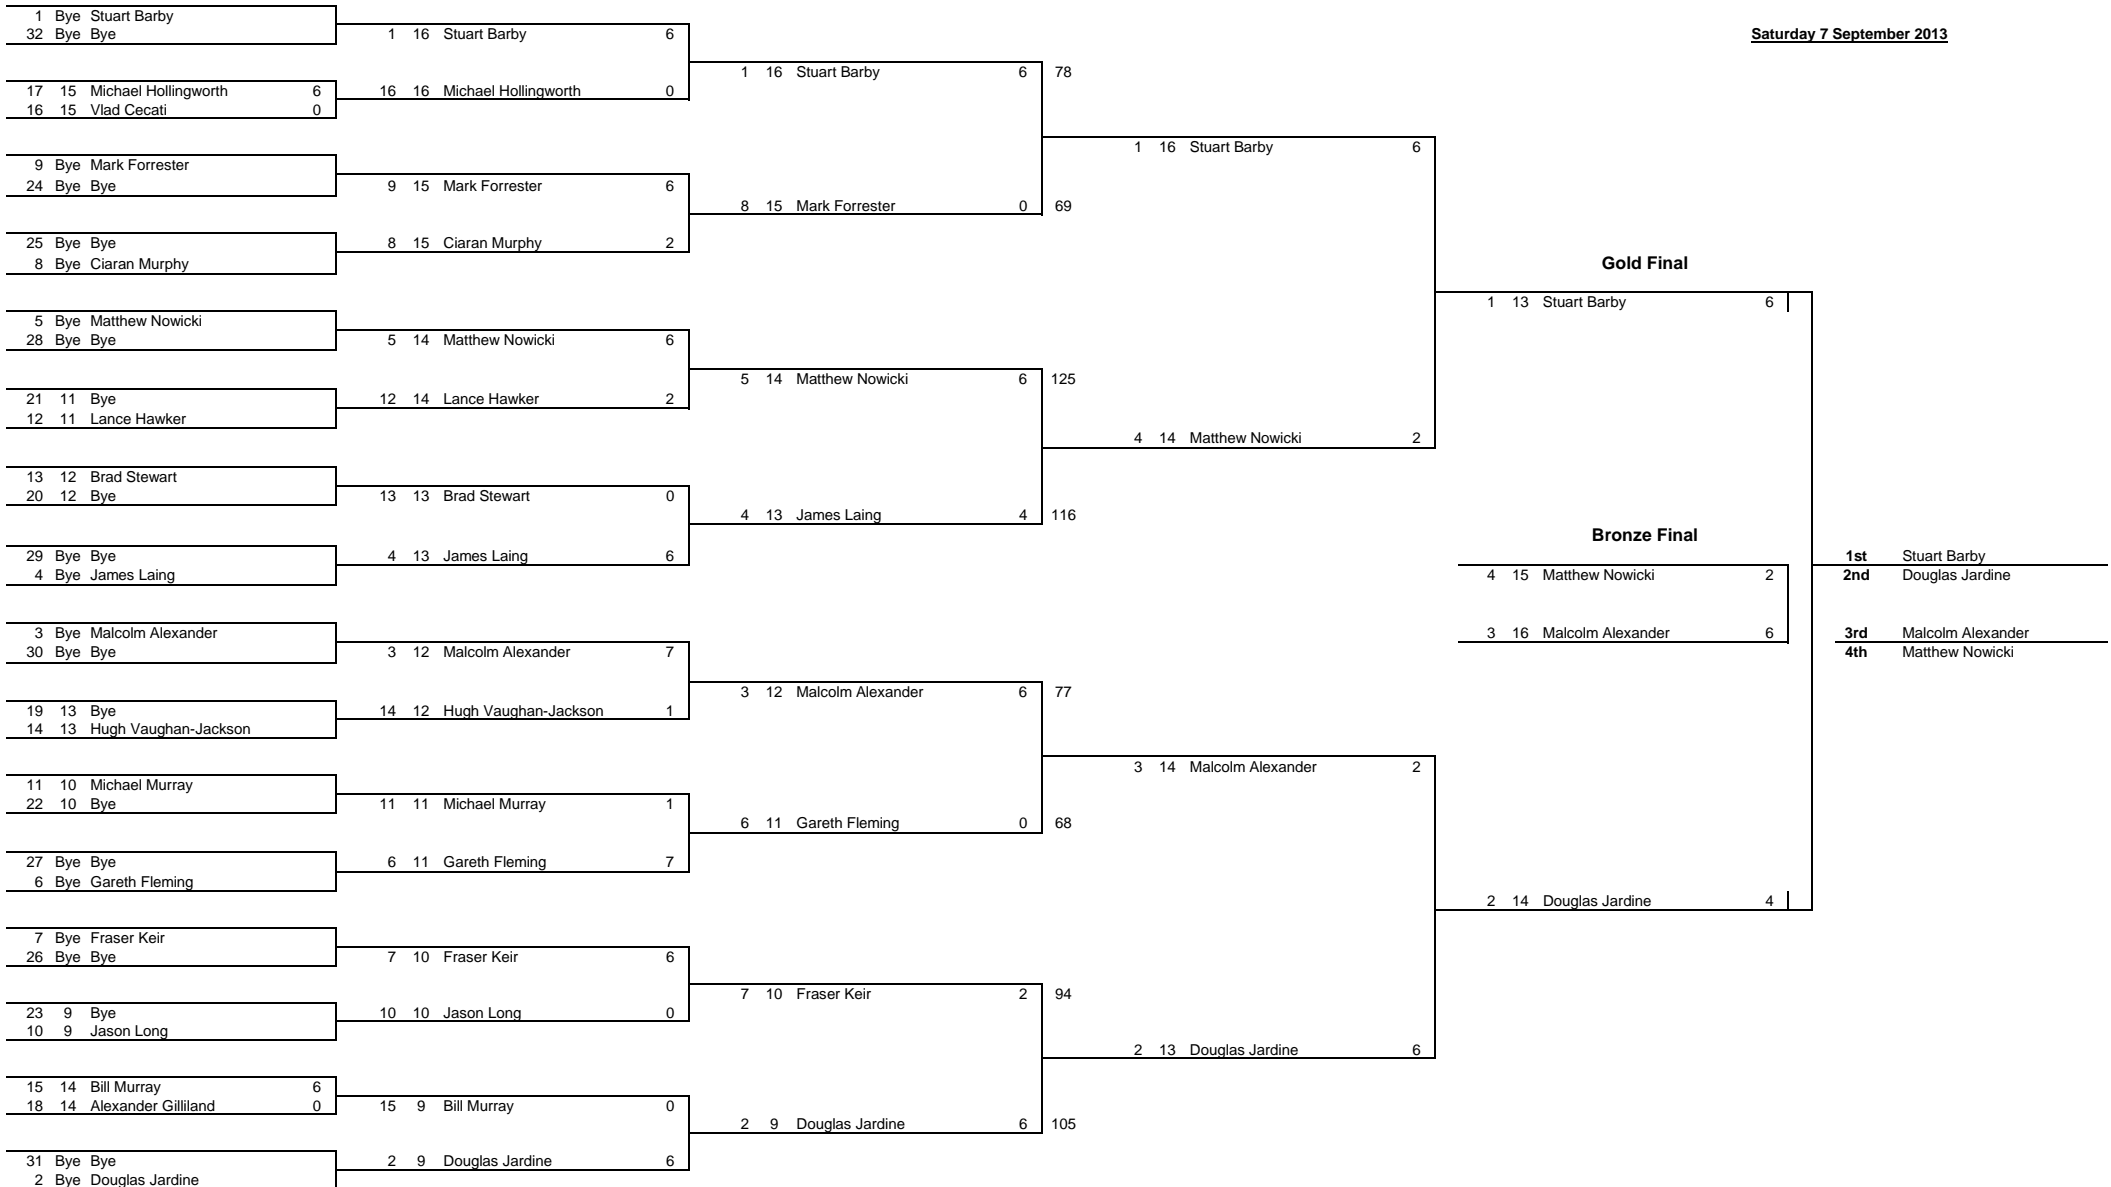 Saturday 7 September 2013
1 Bye Stuart Barby
32 Bye Bye
17 15 Michael Hollingworth 6
16 15 Vlad Cecati 0
9 Bye Mark Forrester
24 Bye Bye
25 Bye Bye
8 Bye Ciaran Murphy
5 Bye Matthew Nowicki
28 Bye Bye
21 11 Bye
12 11 Lance Hawker
13 12 Brad Stewart
20 12 Bye
29 Bye Bye
4 Bye James Laing
3 Bye Malcolm Alexander
30 Bye Bye
19 13 Bye
14 13 Hugh Vaughan-Jackson
11 10 Michael Murray
22 10 Bye
27 Bye Bye
6 Bye Gareth Fleming
7 Bye Fraser Keir
26 Bye Bye
23 9 Bye
10 9 Jason Long
15 14 Bill Murray 6
18 14 Alexander Gilliland 0
31 Bye Bye
2 Bye Douglas Jardine
1 16 Stuart Barby 6
16 16 Michael Hollingworth 0
9 15 Mark Forrester 6
8 15 Ciaran Murphy 2
5 14 Matthew Nowicki 6
12 14 Lance Hawker 2
13 13 Brad Stewart 0
4 13 James Laing 6
3 12 Malcolm Alexander 7
14 12 Hugh Vaughan-Jackson 1
11 11 Michael Murray 1
6 11 Gareth Fleming 7
7 10 Fraser Keir 6
10 10 Jason Long 0
15 9 Bill Murray 0
2 9 Douglas Jardine 6
1 16 Stuart Barby 6 78
8 15 Mark Forrester 0 69
5 14 Matthew Nowicki 6 125
4 13 James Laing 4 116
3 12 Malcolm Alexander 6 77
6 11 Gareth Fleming 0 68
7 10 Fraser Keir 2 94
2 9 Douglas Jardine 6 105
1 16 Stuart Barby 6
4 14 Matthew Nowicki 2
3 14 Malcolm Alexander 2
2 13 Douglas Jardine 6
Gold Final
1 13 Stuart Barby 6
2 14 Douglas Jardine 4
Bronze Final
4 15 Matthew Nowicki 2
3 16 Malcolm Alexander 6
1st Stuart Barby
2nd Douglas Jardine
3rd Malcolm Alexander
4th Matthew Nowicki